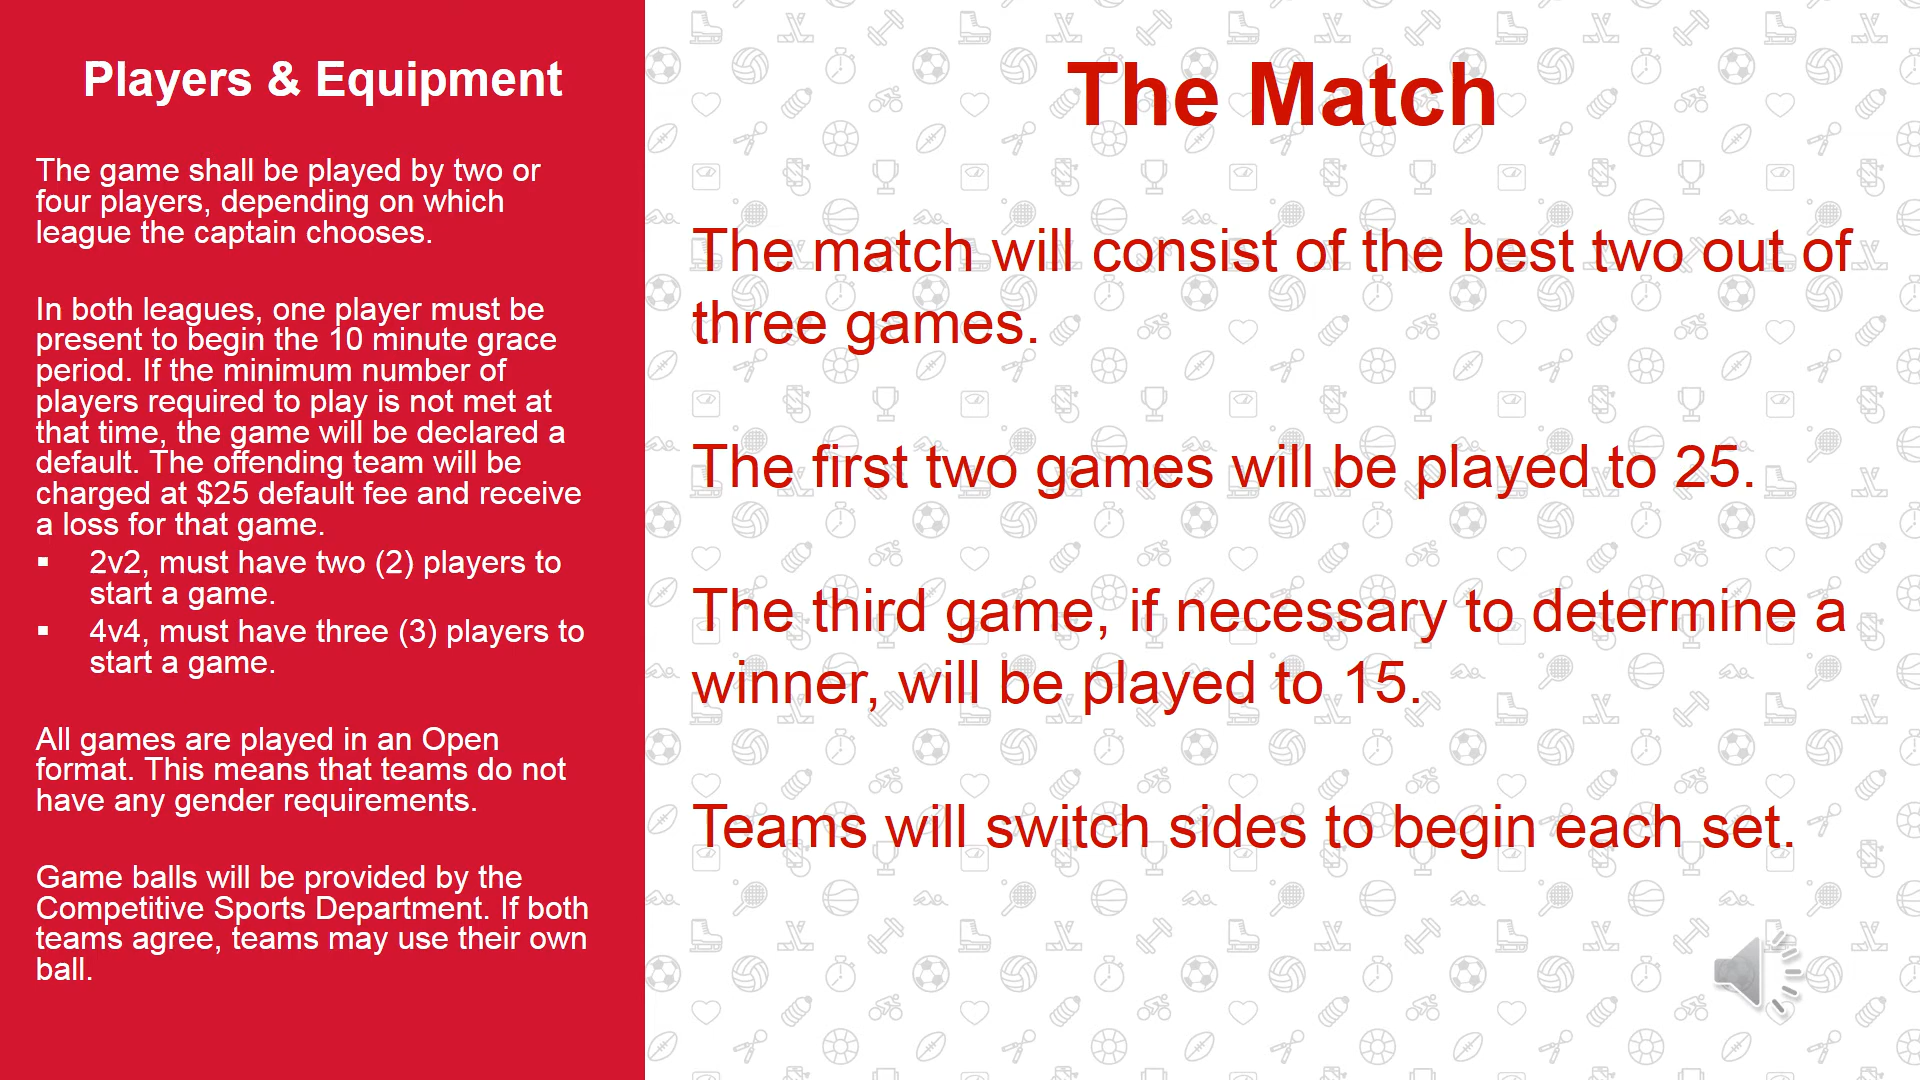 Players & Equipment
The game shall be played by two or
four players, depending on which
league the captain chooses.
In both leagues, one player must be
present to begin the 10 minute grace
period. If the minimum number of
players required to play is not met at
that time, the game will be declared a
default. The offending team will be
charged at $25 default fee and receive
a loss for that game.
▪ 2v2, must have two (2) players to
start a game.
▪ 4v4, must have three (3) players to
start a game.
All games are played in an Open
format. This means that teams do not
have any gender requirements.
Game balls will be provided by the
Competitive Sports Department. If both
teams agree, teams may use their own
ball.
The Match
The match will consist of the best two out of
three games.
The first two games will be played to 25.
The third game, if necessary to determine a
winner, will be played to 15.
Teams will switch sides to begin each set.